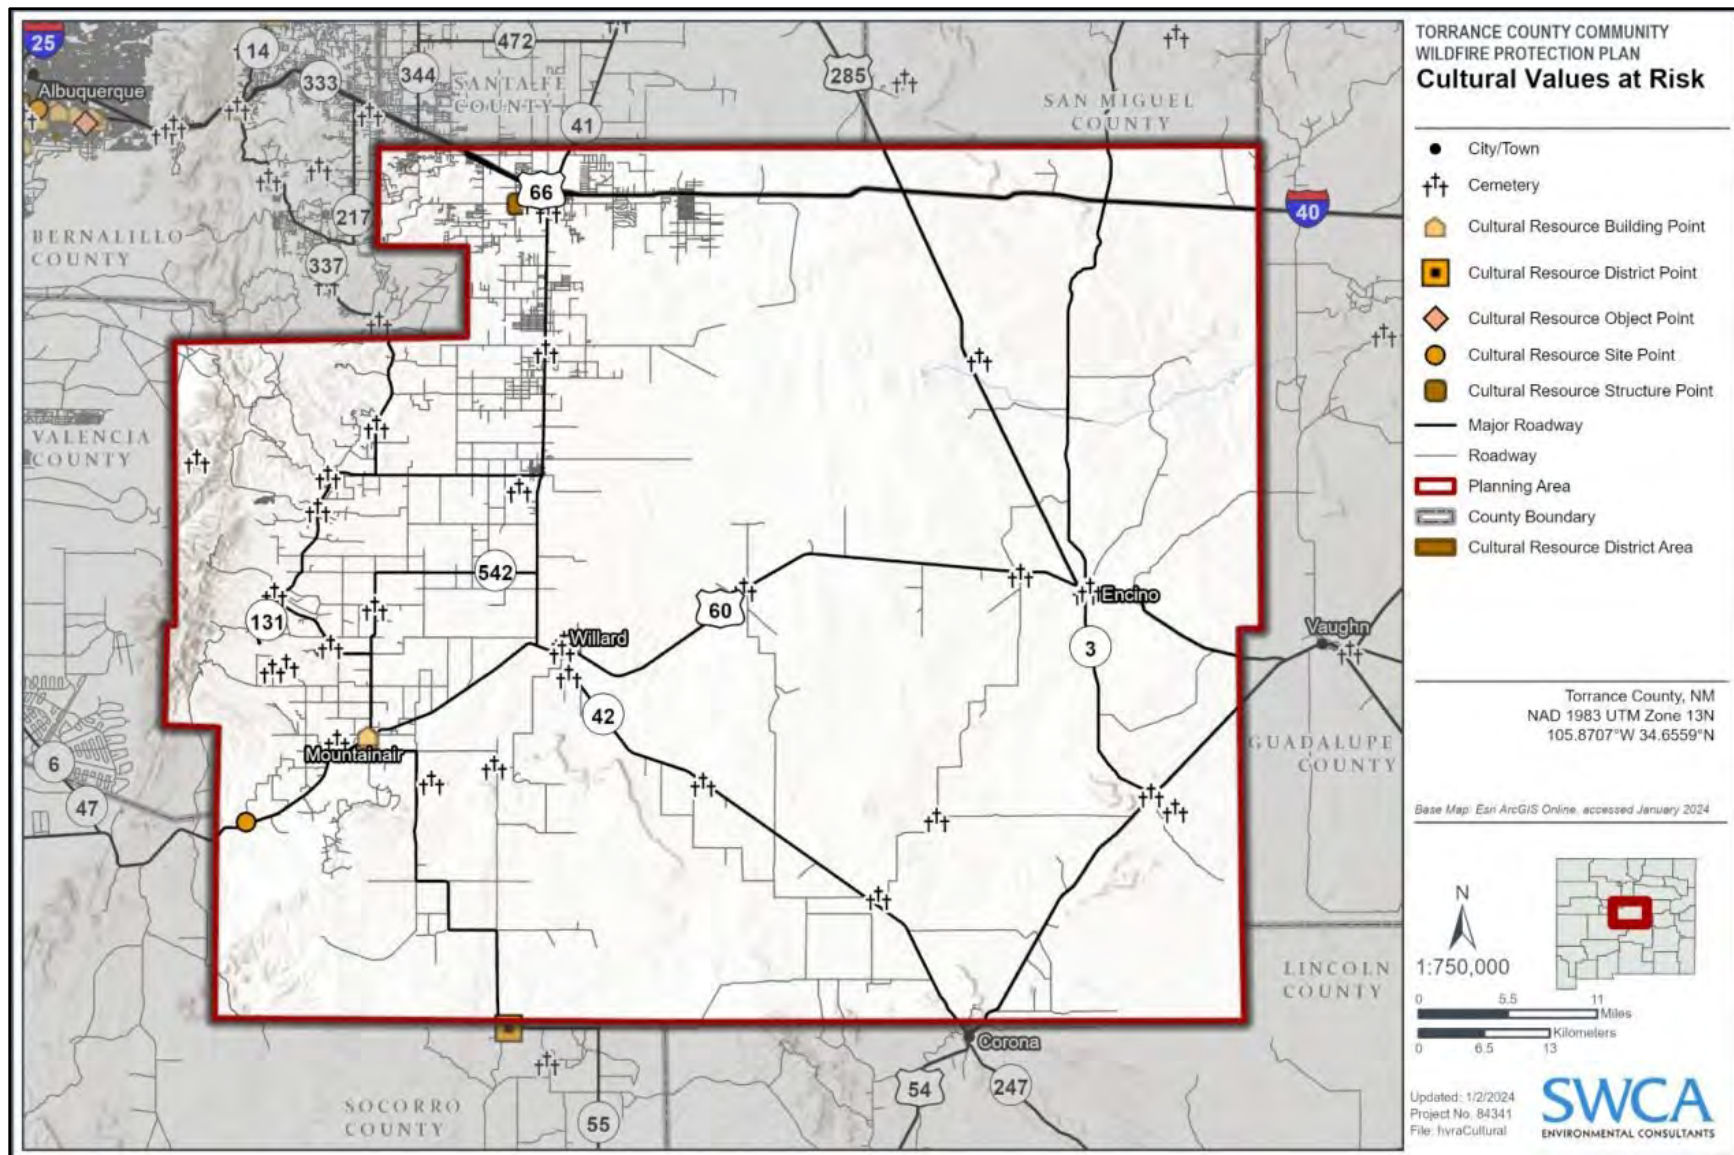 25
14
472
333
344
SANTA FE
COUNTY
285
Albuquerque
41
SAN MIGUEL
COUNTY
66
40
217
BERNALILLO
COUNTY
337
VALENCIA
COUNTY
542
60
Encino
131
Willard
3
Vaughn
42
Mountainair
GUADALUPE
COUNTY
6
47
LINCOLN
COUNTY
Corona
54
247
SOCORRO
COUNTY
55
TORRANCE COUNTY COMMUNITY
WILDFIRE PROTECTION PLAN
Cultural Values at Risk
City/Town
Cemetery
Cultural Resource Building Point
Cultural Resource District Point
Cultural Resource Object Point
Cultural Resource Site Point
Cultural Resource Structure Point
Major Roadway
Roadway
Planning Area
County Boundary
Cultural Resource District Area
Torrance County, NM
NAD 1983 UTM Zone 13N
105.8707°W 34.6559°N
Base Map: Esri ArcGIS Online, accessed January 2024
N
1:750,000
0 5.5 11
Miles
Kilometers
0 6.5 13
Updated: 1/2/2024
Project No. 84341
File: hvraCultural
SWCA
ENVIRONMENTAL CONSULTANTS